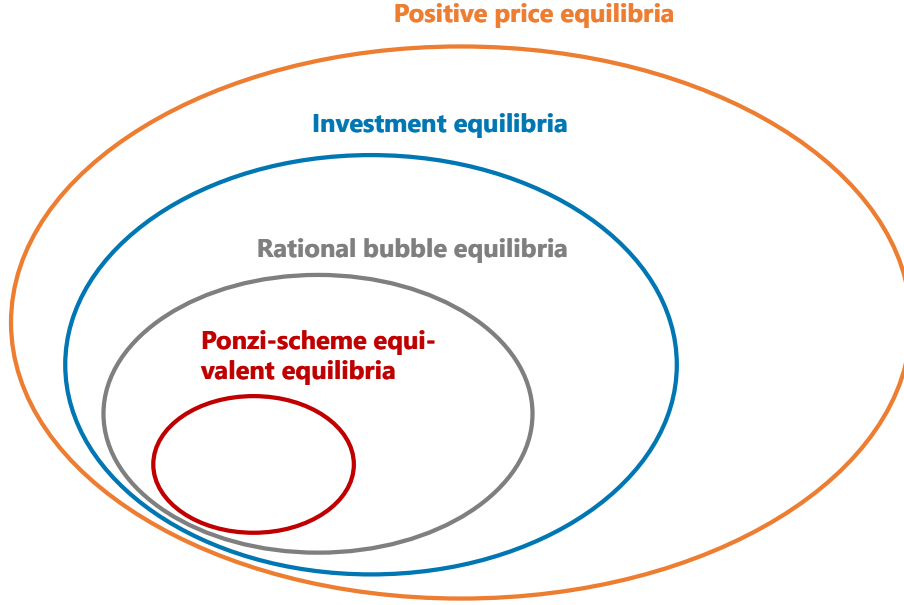 Positive price equilibria
Investment equilibria
Rational bubble equilibria
Ponzi-scheme equi-
valent equilibria